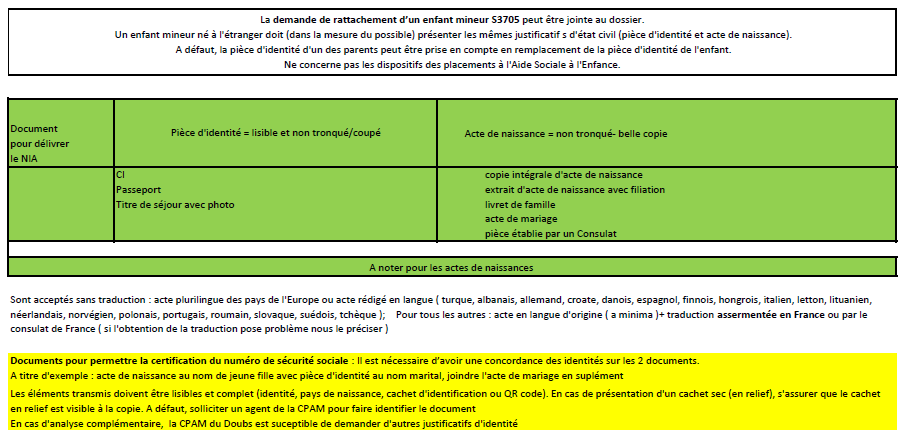 La demande de rattachement d'un enfant mineur S3705 peut être jointe au dossier.
Un enfant mineur né à l'étranger doit (dans la mesure du possible) présenter les mêmes justificatif s d'état civil (pièce d'identité et acte de naissance).
A défaut, la pièce d'identité d'un des parents peut être prise en compte en remplacement de la pièce d'identité de l'enfant.
Ne concerne pas les dispositifs des placements à l'Aide Sociale à l'Enfance.
Document
pour délivrer
le NIA
Pièce d'identité = lisible et non tronqué/coupé
Acte de naissance = non tronqué- belle copie
CI
Passeport
Titre de séjour avec photo
copie intégrale d'acte de naissance
extrait d'acte de naissance avec filiation
livret de famille
acte de mariage
pièce établie par un Consulat
A noter pour les actes de naissances
Sont acceptés sans traduction : acte plurilingue des pays de l'Europe ou acte rédigé en langue ( turque, albanais, allemand, croate, danois, espagnol, finnois, hongrois, italien, letton, lituanien,
néerlandais, norvégien, polonais, portugais, roumain, slovaque, suédois, tchèque ); Pour tous les autres : acte en langue d'origine ( a minima )+ traduction assermentée en France ou par le
consulat de France ( si l'obtention de la traduction pose problème nous le préciser )
Documents pour permettre la certification du numéro de sécurité sociale : Il est nécessaire d'avoir une concordance des identités sur les 2 documents.
A titre d'exemple : acte de naissance au nom de jeune fille avec pièce d'identité au nom marital, joindre l'acte de mariage en suplément
Les éléments transmis doivent être lisibles et complet (identité, pays de naissance, cachet d'identification ou QR code). En cas de présentation d'un cachet sec (en relief), s'assurer que le cachet
en relief est visible à la copie. A défaut, solliciter un agent de la CPAM pour faire identifier le document
En cas d'analyse complémentaire, la CPAM du Doubs est suceptible de demander d'autres justificatifs d'identité